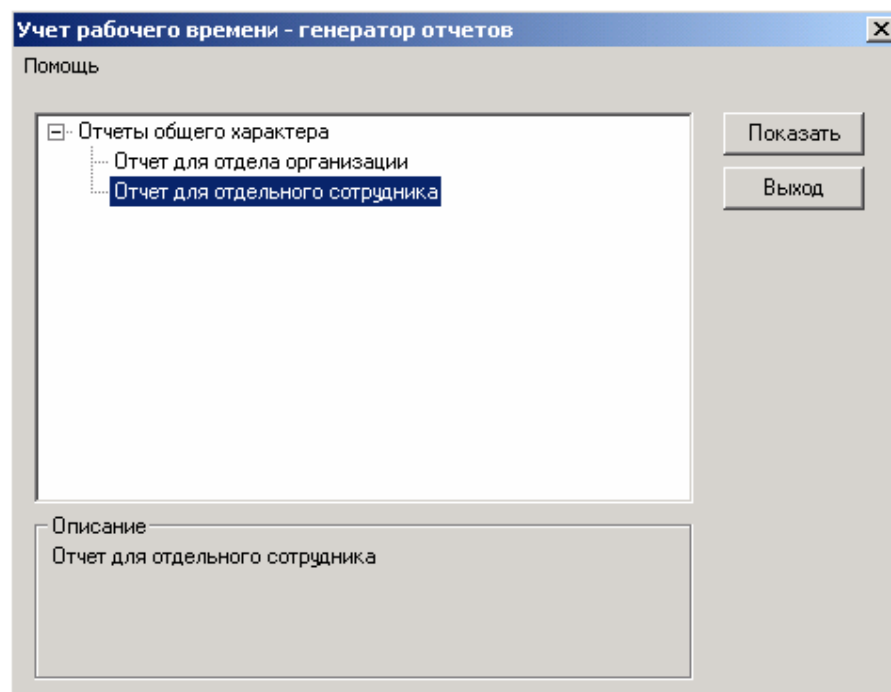 Учет рабочего времени - генератор отчетов
Помощь
Отчеты общего характера
Отчет для отдела организации
Отчет для отдельного сотрудника
Показать
Выход
Описание
Отчет для отдельного сотрудника